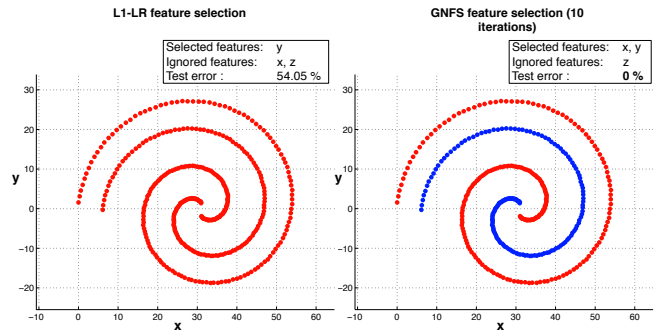 L1-LR feature selection
Selected features: y
Ignored features: x, z
Test error : 54.05 %
30
20
10
y
0
−10
−20
−10 0 10 20 30 40 50 60
x
GNFS feature selection (10
iterations)
Selected features: x, y
Ignored features: z
Test error : 0 %
30
20
10
y
0
−10
−20
−10 0 10 20 30 40 50 60
x